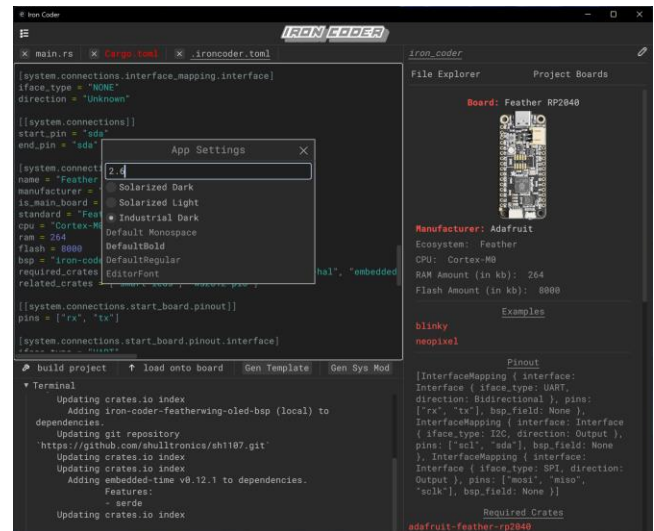 Iron Coder
IRON CODER
main.rs
Cargo.toml
.ironcoder.toml
iron_coder
[system.connections.interface_mapping.interface]
iface_type = "NONE"
direction = "Unknown"
[[system.connections]]
start_pin = "sda"
end_pin = "sda"
[system.connecti
name = "Feather
manufacturer =
is_main_board =
standard = "Feat
cpu = "Cortex-M0
ram = 264
flash = 8000
bsp = "iron-code
required_crates
hal", "embedded
related_crates =
[[system.connections.start_board.pinout]]
pins = ["rx", "tx"]
[system.connections.start_board.pinout.interface]
App Settings
2.6
Solarized Dark
Solarized Light
Industrial Dark
Default Monospace
DefaultBold
DefaultRegular
EditorFont
build project
load onto board
Gen Template
Gen Sys Mod
Terminal
Updating crates.io index
Adding iron-coder-featherwing-oled-bsp (local) to
dependencies.
Updating git repository
`https://github.com/shulltronics/sh1107.git`
Updating crates.io index
Updating crates.io index
Adding embedded-time v0.12.1 to dependencies.
Features:
- serde
Updating crates.io index
File Explorer
Project Boards
Board: Feather RP2040
Manufacturer: Adafruit
Ecosystem: Feather
CPU: Cortex-M0
RAM Amount (in kb): 264
Flash Amount (in kb): 8000
Examples
blinky
neopixel
Pinout
[InterfaceMapping { interface:
Interface { iface_type: UART,
direction: Bidirectional }, pins:
["rx", "tx"], bsp_field: None },
InterfaceMapping { interface: Interface
{ iface_type: I2C, direction: Output },
pins: ["scl", "sda"], bsp_field: None
}, InterfaceMapping { interface:
Interface { iface_type: SPI, direction:
Output }, pins: ["mosi", "miso",
"sclk"], bsp_field: None }]
Required Crates
adafruit-feather-rp2040